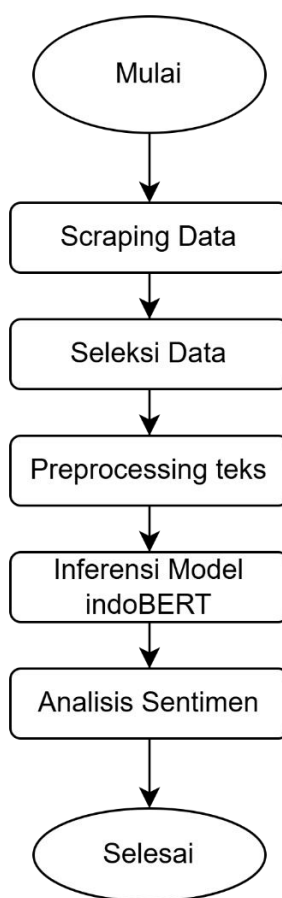 Mulai
Scraping Data
Seleksi Data
Preprocessing teks
Inferensi Model
indoBERT
Analisis Sentimen
Selesai